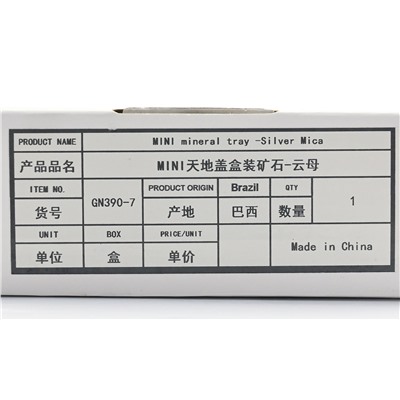 PRODUCT NAME MINI mineral tray -Silver Mica
产品品名 MINI天地盖盒装矿石-云母
ITEM NO. GN390-7 PRODUCT ORIGIN Brazil QTY 1
货号 产地 巴西 数量
UNIT BOX PRICE/UNIT Made in China
单位 盒 单价